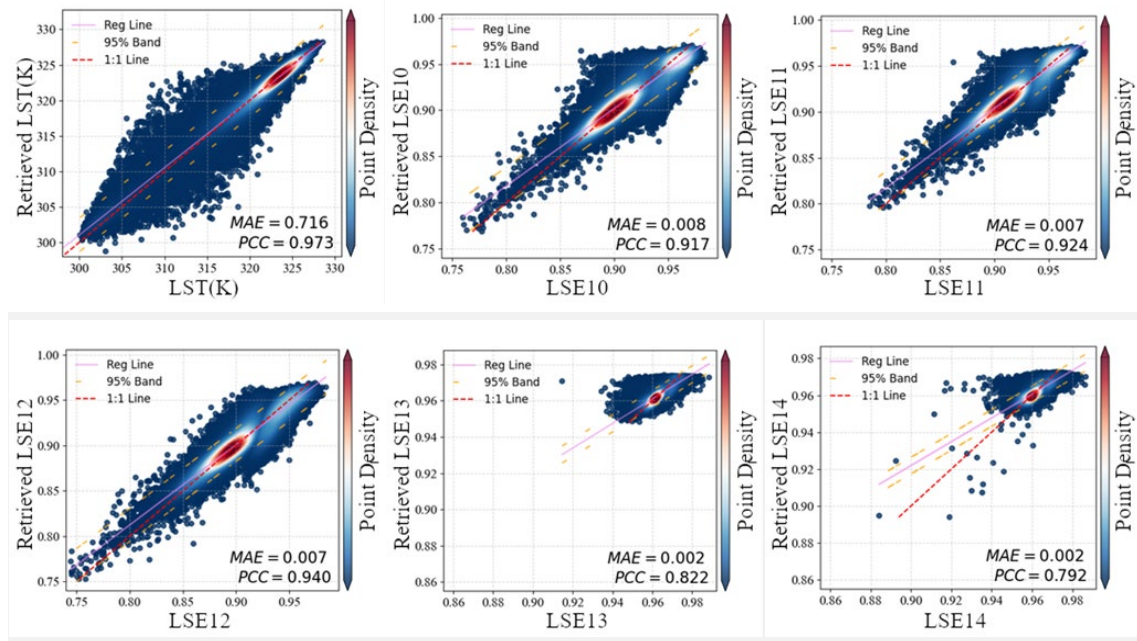 Reg Line
95% Band
1:1 Line
330
325
320
315
310
305
300
Retrieved LST(K)
MAE = 0.716
PCC = 0.973
300 305 310 315 320 325 330
LST(K)
Point Density
Reg Line
95% Band
1:1 Line
1.00
0.95
0.90
0.85
0.80
0.75
Retrieved LSE10
MAE = 0.008
PCC = 0.917
0.75 0.80 0.85 0.90 0.95
LSE10
Point Density
Reg Line
95% Band
1:1 Line
1.00
0.95
0.90
0.85
0.80
0.75
Retrieved LSE11
MAE = 0.007
PCC = 0.924
0.75 0.80 0.85 0.90 0.95
LSE11
Point Density
Reg Line
95% Band
1:1 Line
1.00
0.95
0.90
0.85
0.80
0.75
Retrieved LSE12
MAE = 0.007
PCC = 0.940
0.75 0.80 0.85 0.90 0.95
LSE12
Point Density
Reg Line
95% Band
1:1 Line
0.98
0.96
0.94
0.92
0.90
0.88
0.86
Retrieved LSE13
MAE = 0.002
PCC = 0.822
0.86 0.88 0.90 0.92 0.94 0.96 0.98
LSE13
Point Density
Reg Line
95% Band
1:1 Line
0.98
0.96
0.94
0.92
0.90
0.88
0.86
Retrieved LSE14
MAE = 0.002
PCC = 0.792
0.86 0.88 0.90 0.92 0.94 0.96 0.98
LSE14
Point Density